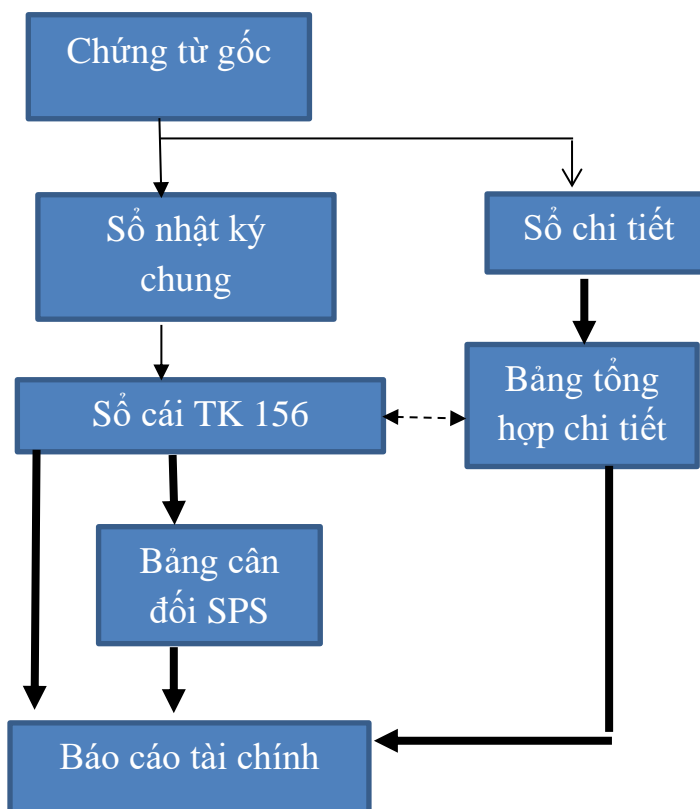 Chứng từ gốc
Sổ nhật ký
chung
Sổ chi tiết
Sổ cái TK 156
Bảng tổng
hợp chi tiết
Bảng cân
đối SPS
Báo cáo tài chính